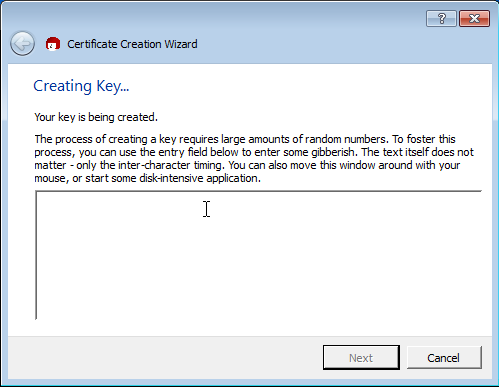 ?
Certificate Creation Wizard
Creating Key...
Your key is being created.
The process of creating a key requires large amounts of random numbers. To foster this
process, you can use the entry field below to enter some gibberish. The text itself does not
matter - only the inter-character timing. You can also move this window around with your
mouse, or start some disk-intensive application.
Next
Cancel